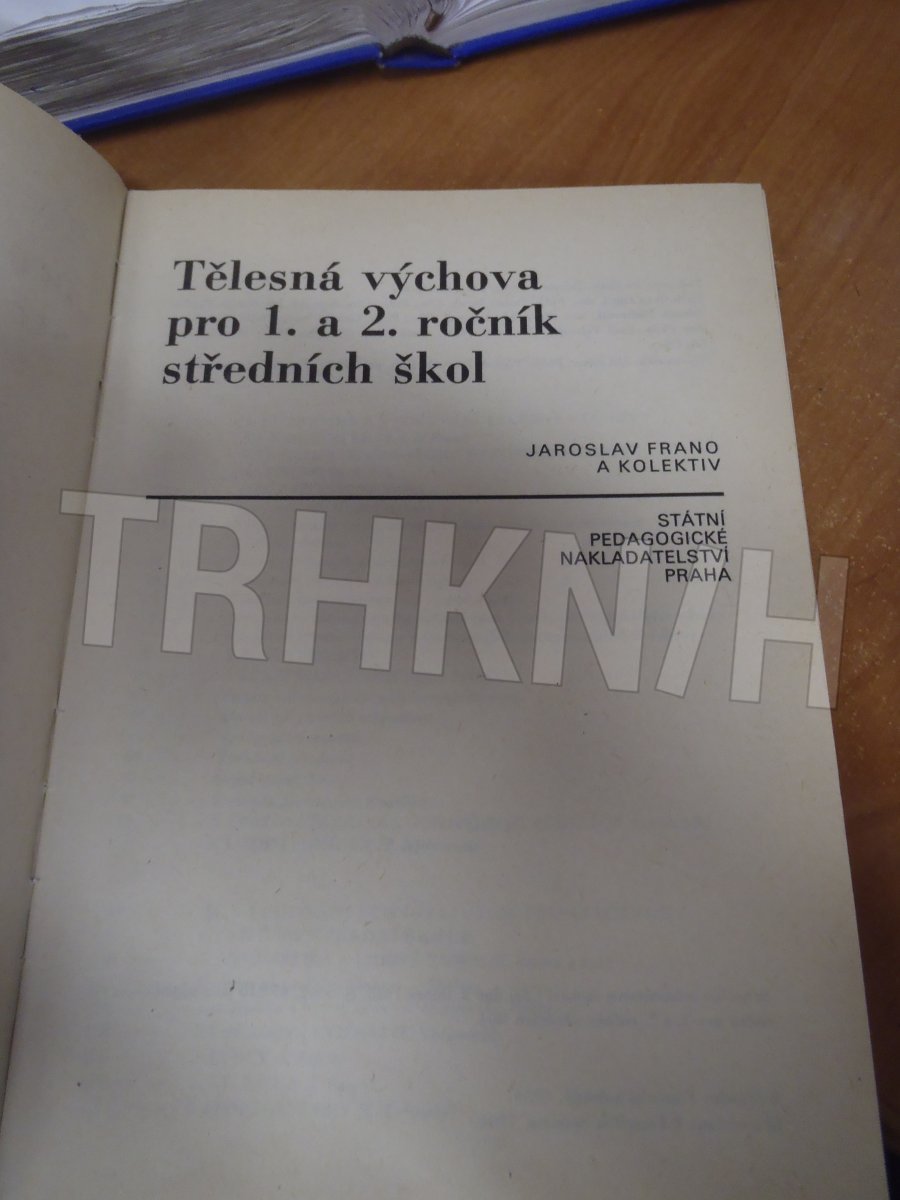 Tělesná výchova
pro 1. a 2. ročník
středních škol
JAROSLAV FRANO
A KOLEKTIV
STÁTNÍ
PEDAGOGICKÉ
NAKLADATELSTVÍ
PRAHA
TRHKNIH